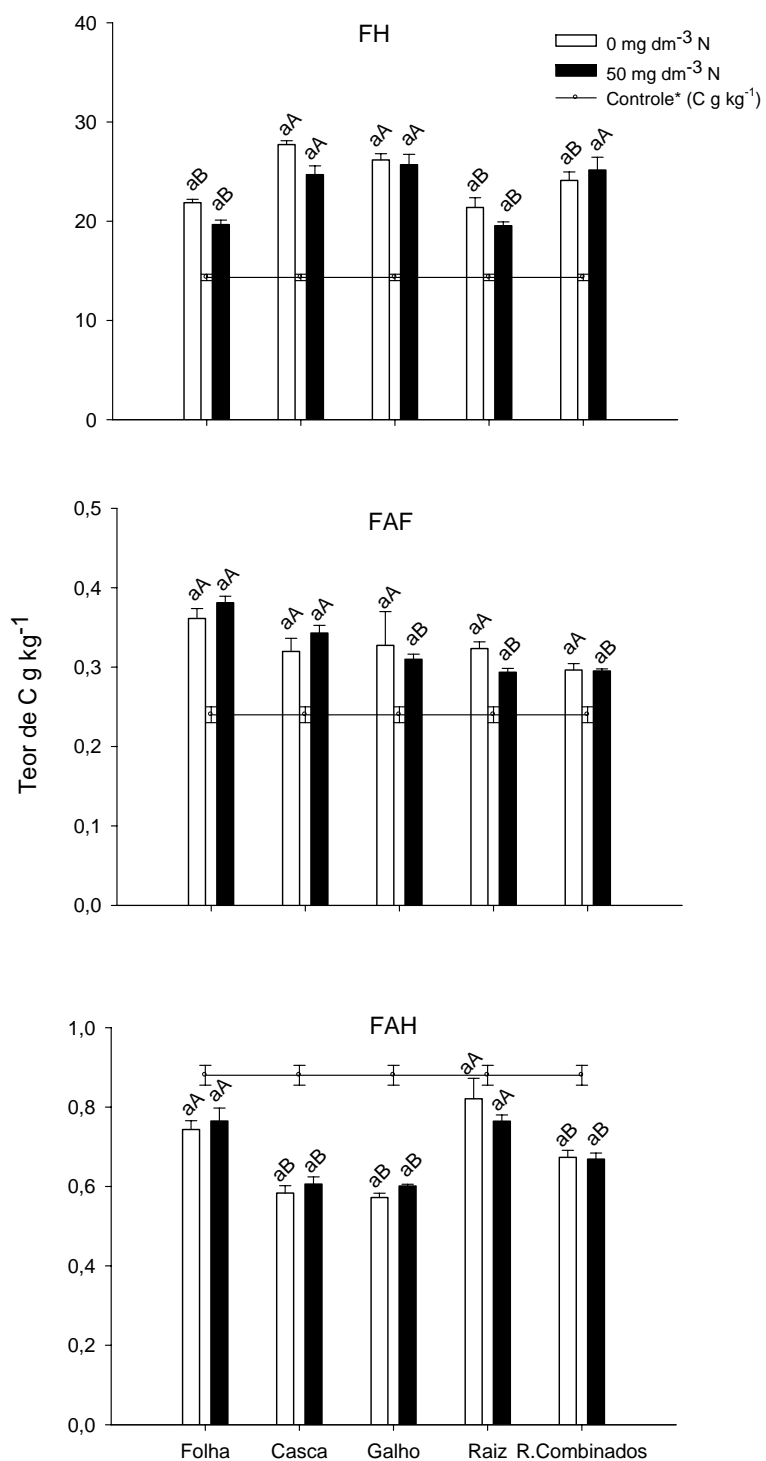 FH
0 mg dm⁻³ N
50 mg dm⁻³ N
Controle* (C g kg⁻¹)
40
30
20
10
0
aB aB aA aA aA aA aB aB aB aA
FAF
0,5
0,4
0,3
0,2
0,1
0,0
aA aA aA aA aA aB aA aB aA aB
Teor de C g kg⁻¹
FAH
1,0
0,8
0,6
0,4
0,2
0,0
aA aA aB aB aB aB aA aA aB aB
Folha Casca Galho Raiz R.Combinados